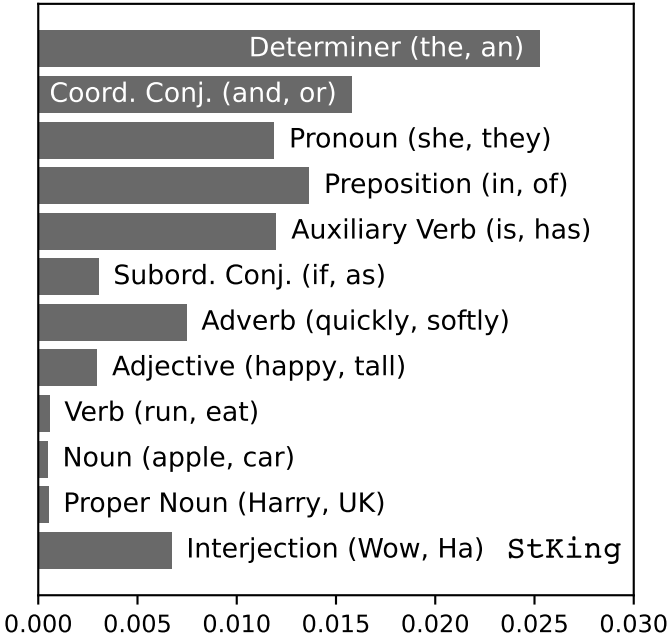 Determiner (the, an)
Coord. Conj. (and, or)
Pronoun (she, they)
Preposition (in, of)
Auxiliary Verb (is, has)
Subord. Conj. (if, as)
Adverb (quickly, softly)
Adjective (happy, tall)
Verb (run, eat)
Noun (apple, car)
Proper Noun (Harry, UK)
Interjection (Wow, Ha) StKing
0.000 0.005 0.010 0.015 0.020 0.025 0.030